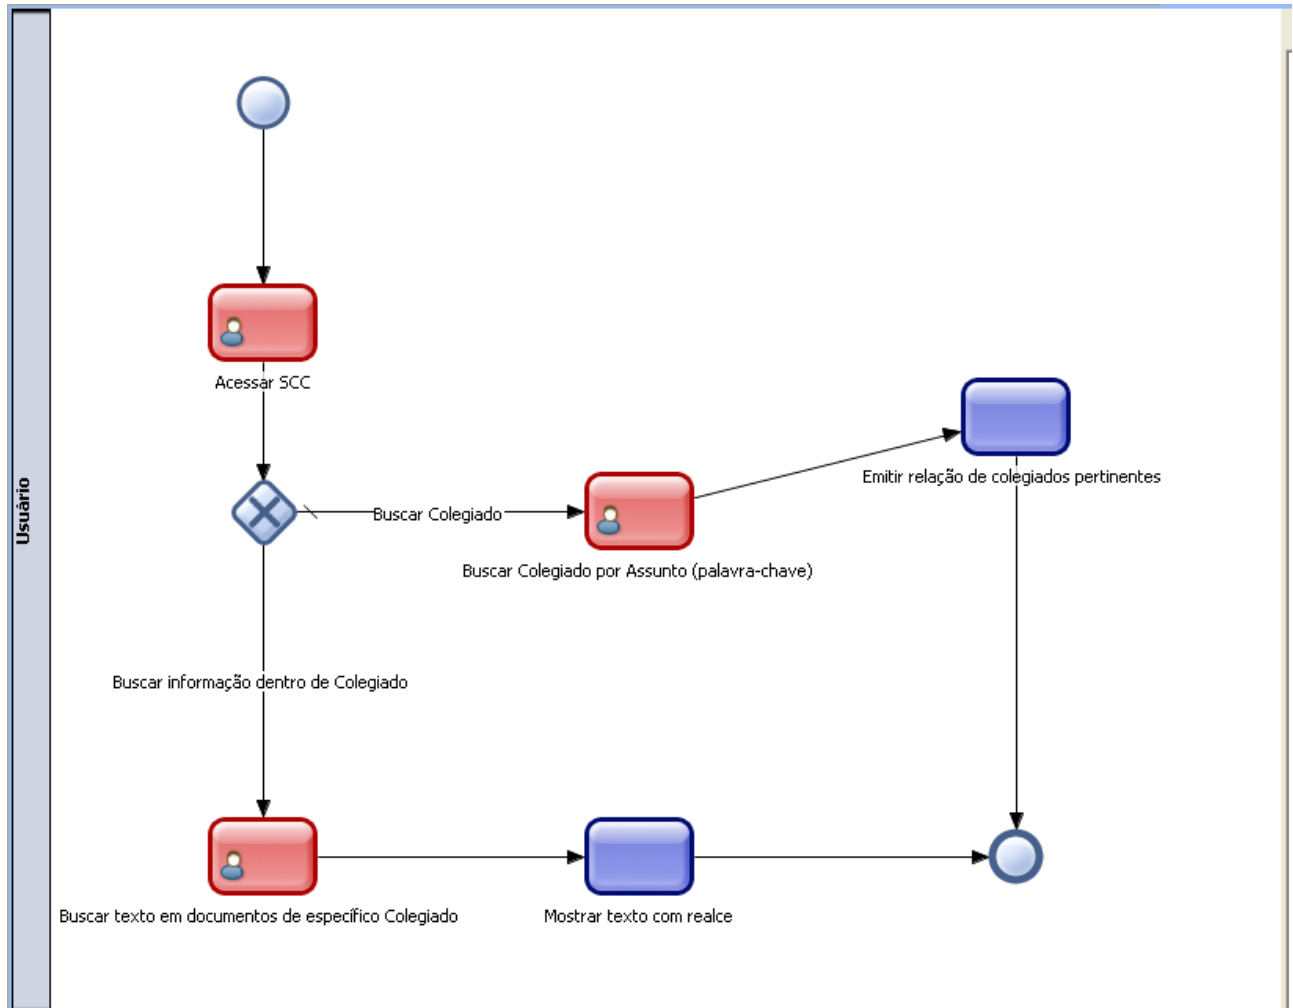 Usuário
Acessar SCC
Emitir relação de colegiados pertinentes
Buscar Colegiado
Buscar Colegiado por Assunto (palavra-chave)
Buscar informação dentro de Colegiado
Buscar texto em documentos de específico Colegiado
Mostrar texto com realce